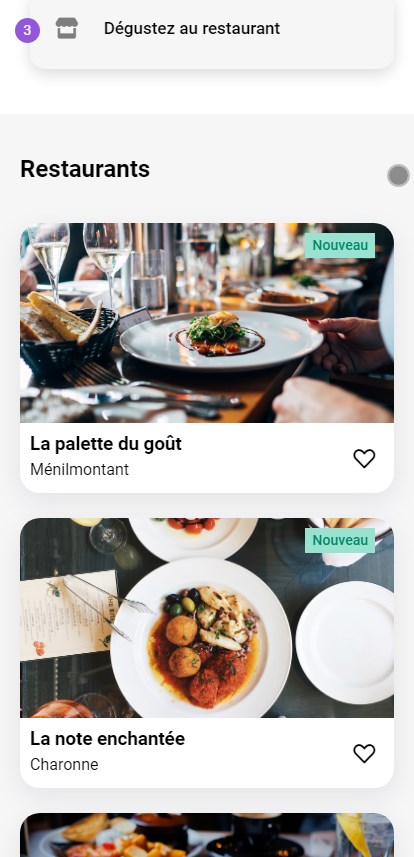 3
Dégustez au restaurant
Restaurants
Nouveau
La palette du goût
Ménilmontant
Nouveau
La note enchantée
Charonne